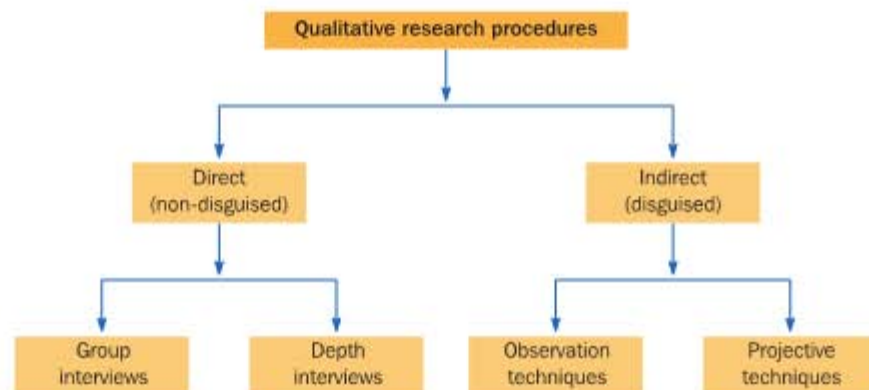 Qualitative research procedures
Direct
(non-disguised)
Indirect
(disguised)
Group
interviews
Depth
interviews
Observation
techniques
Projective
techniques